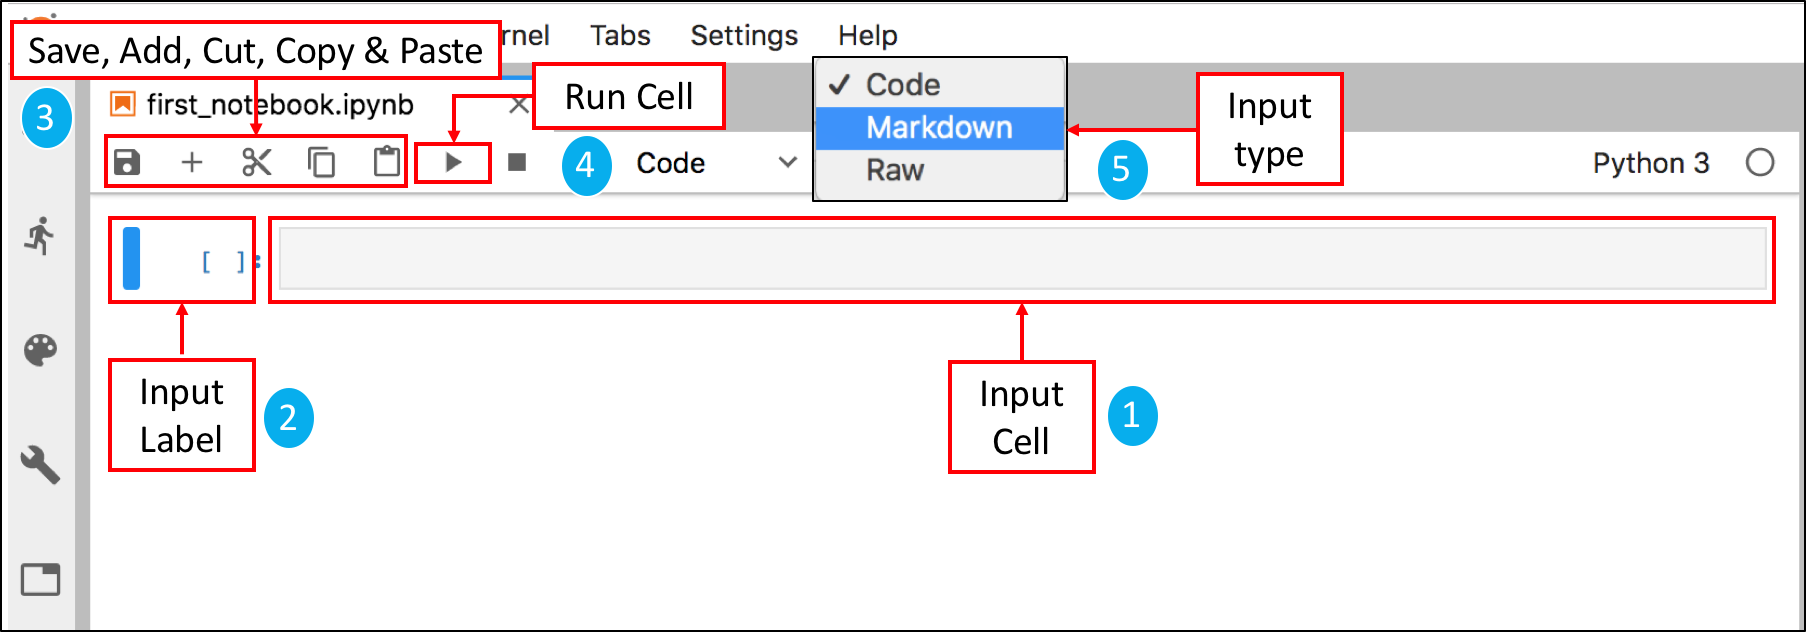 Save, Add, Cut, Copy & Paste
rnel Tabs Settings Help
3
first_notebook.ipynb
Run Cell
✓ Code
Markdown
Raw
Input
type
4
Code
5
Python 3
[ ]:
Input
Label
2
Input
Cell
1